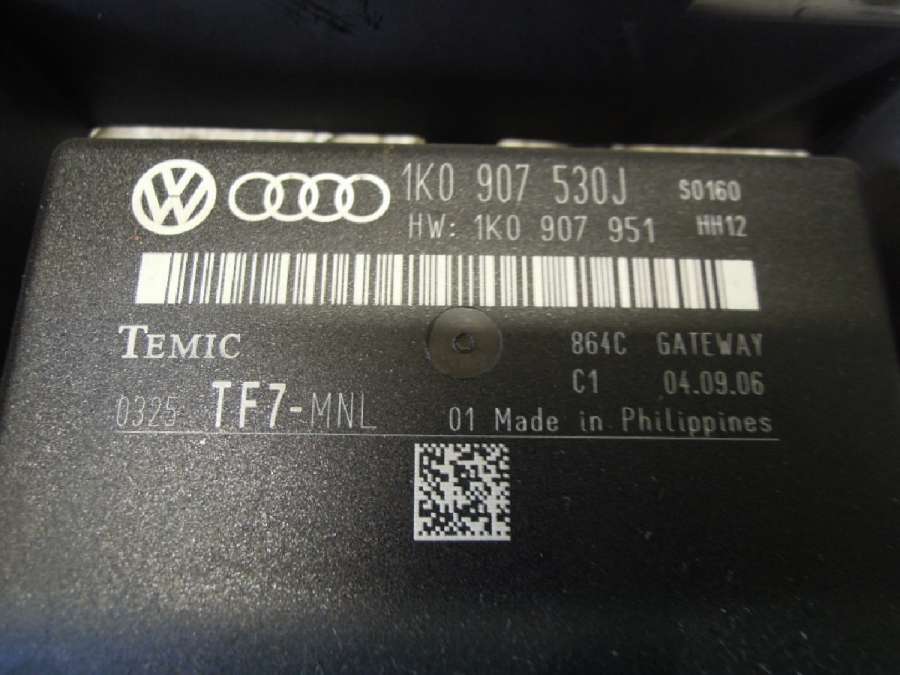 1K0 907 530J S0160
HW: 1K0 907 951 HH12
TEMIC 864C GATEWAY
C1 04.09.06
0325 TF7-MNL 01 Made in Philippines